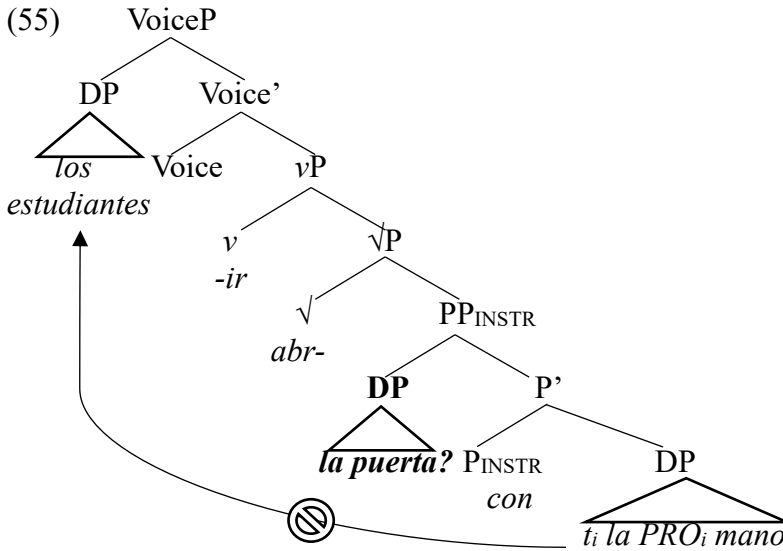 (55)
VoiceP
DP Voice’
los Voice vP
estudiantes
v √P
-ir
√ PPINSTR
abr-
DP P’
la puerta? PINSTR DP
con
ti la PROi mano